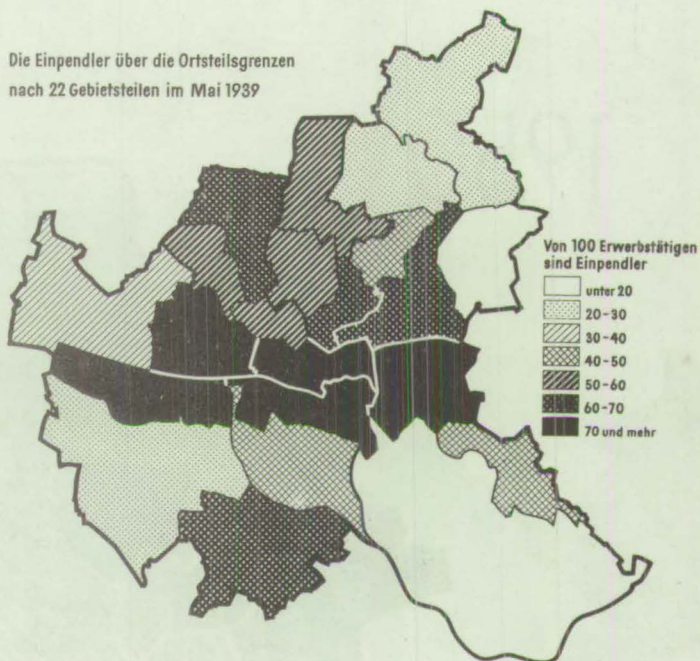 Die Einpendler über die Ortsteilsgrenzen
nach 22 Gebietsteilen im Mai 1939
Von 100 Erwerbstätigen
sind Einpendler
unter 20
20-30
30-40
40-50
50-60
60-70
70 und mehr